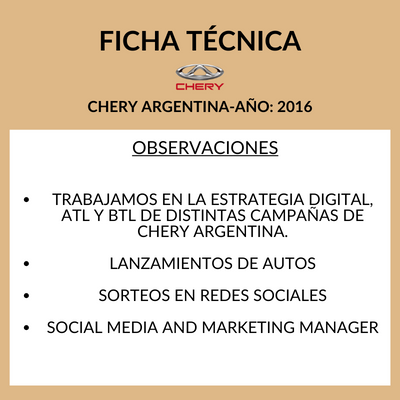 FICHA TÉCNICA
CHERY
CHERY ARGENTINA-AÑO: 2016
OBSERVACIONES
• TRABAJAMOS EN LA ESTRATEGIA DIGITAL,
ATL Y BTL DE DISTINTAS CAMPAÑAS DE
CHERY ARGENTINA.
• LANZAMIENTOS DE AUTOS
• SORTEOS EN REDES SOCIALES
• SOCIAL MEDIA AND MARKETING MANAGER